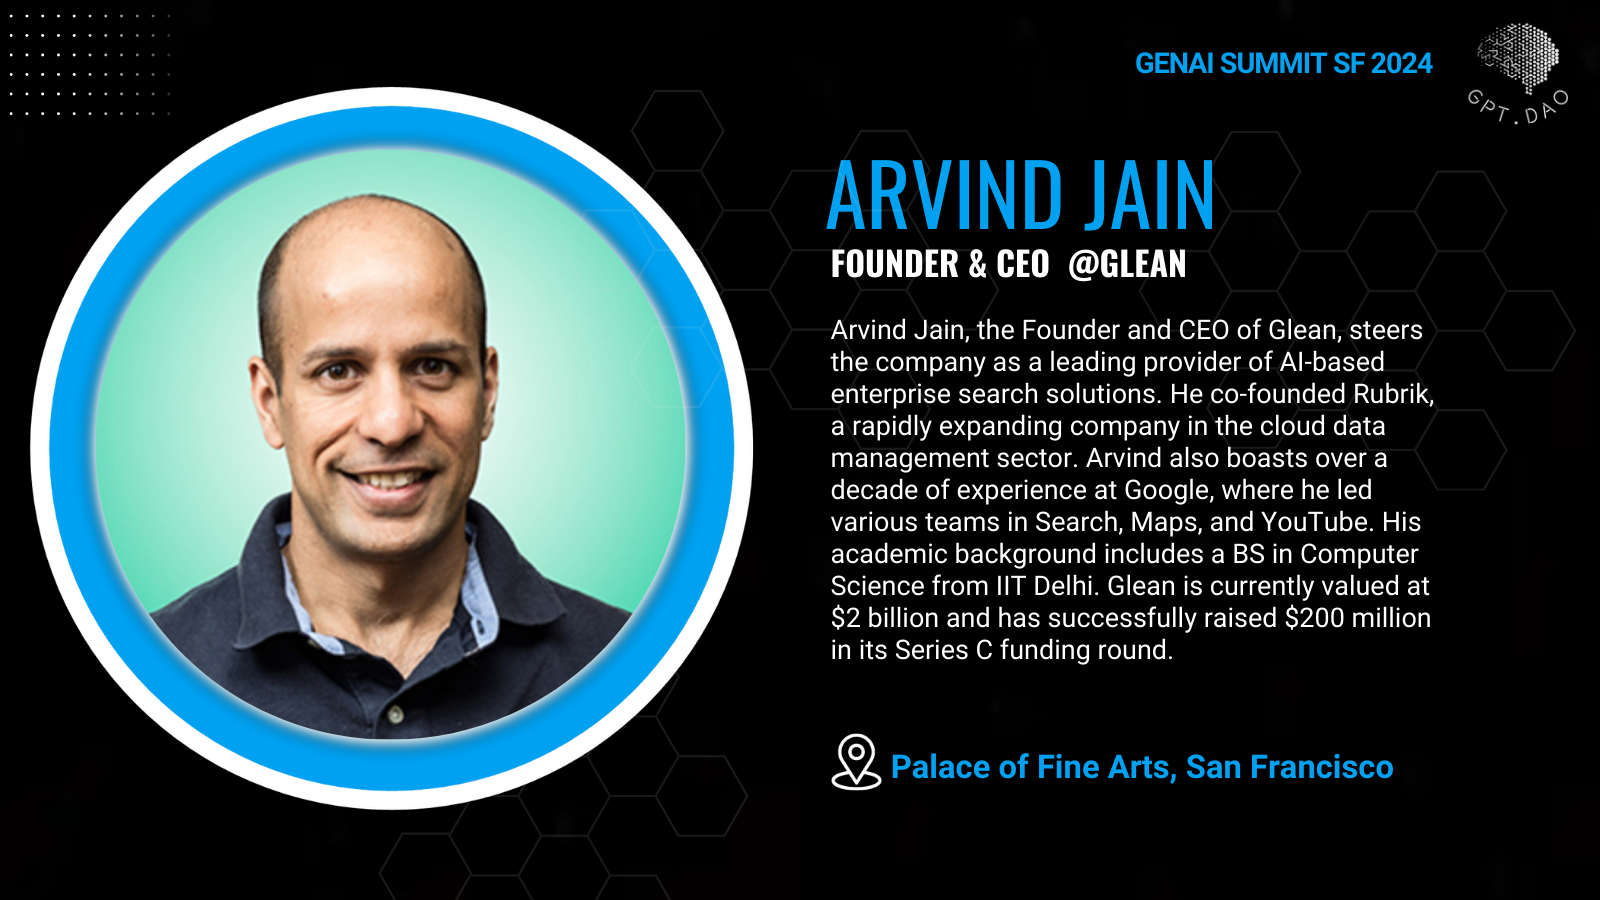 GENAI SUMMIT SF 2024
GPT.DAO
ARVIND JAIN
FOUNDER & CEO @GLEAN
Arvind Jain, the Founder and CEO of Glean, steers
the company as a leading provider of AI-based
enterprise search solutions. He co-founded Rubrik,
a rapidly expanding company in the cloud data
management sector. Arvind also boasts over a
decade of experience at Google, where he led
various teams in Search, Maps, and YouTube. His
academic background includes a BS in Computer
Science from IIT Delhi. Glean is currently valued at
$2 billion and has successfully raised $200 million
in its Series C funding round.
Palace of Fine Arts, San Francisco